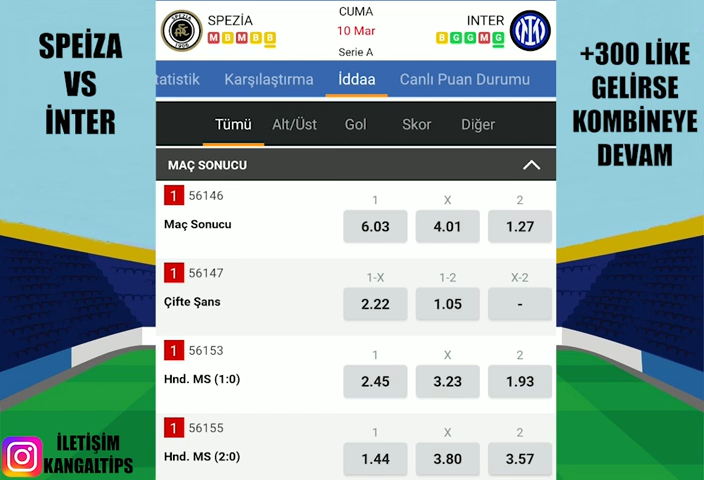 SPEİZA
VS
İNTER
SPEZİA
M B M B B
CUMA
10 Mar
Serie A
INTER
B G G M G
tatistik Karşılaştırma İddaa Canlı Puan Durumu
Tümü Alt/Üst Gol Skor Diğer
MAÇ SONUCU
1 56146
Maç Sonucu
1 X 2
6.03 4.01 1.27
1 56147
Çifte Şans
1-X 1-2 X-2
2.22 1.05 -
1 56153
Hnd. MS (1:0)
1 X 2
2.45 3.23 1.93
1 56155
Hnd. MS (2:0)
1 X 2
1.44 3.80 3.57
+300 LİKE
GELİRSE
KOMBİNEYE
DEVAM
İLETİŞİM
KANGALTİPS